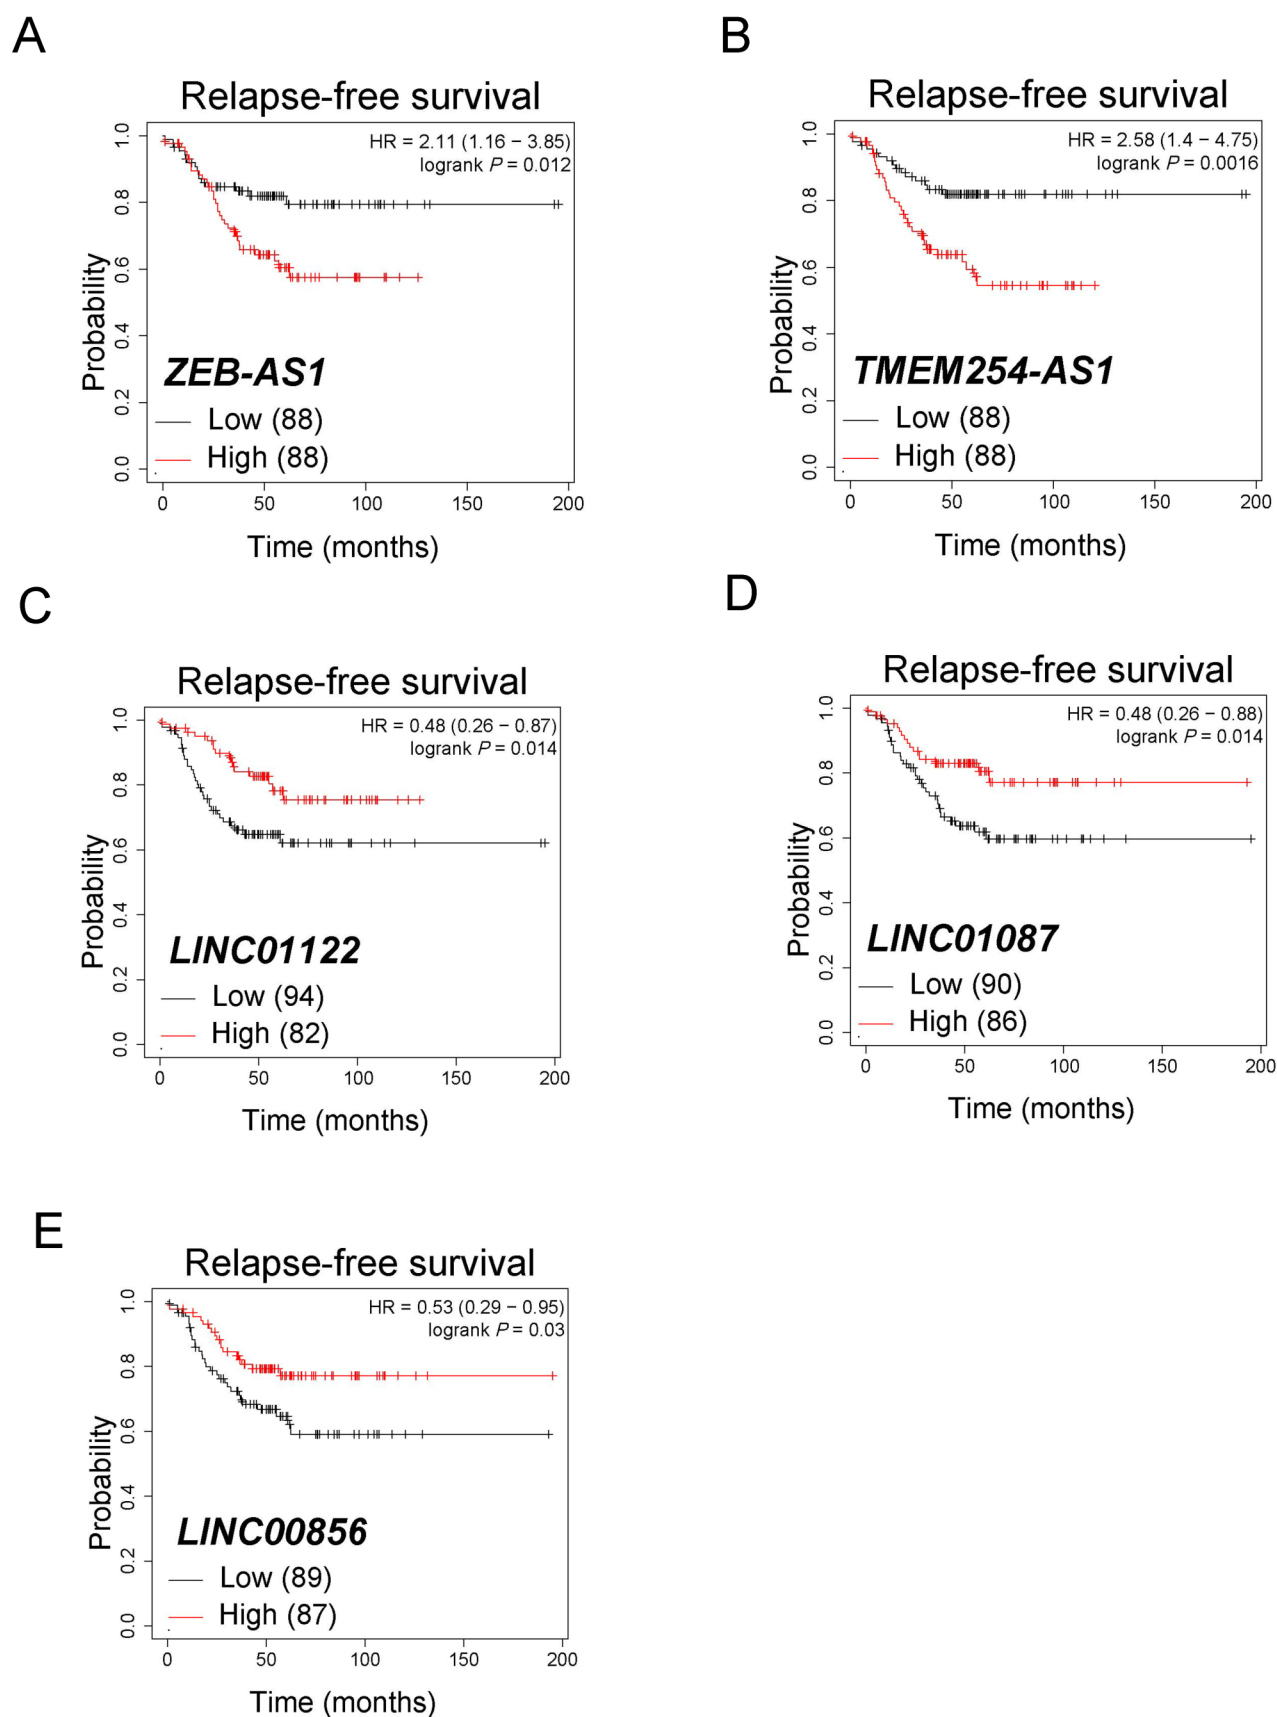 A
Relapse-free survival
HR = 2.11 (1.16 − 3.85)
logrank P = 0.012
Probability
1.0
0.8
0.6
0.4
0.2
0.0
ZEB-AS1
Low (88)
High (88)
0 50 100 150 200
Time (months)
B
Relapse-free survival
HR = 2.58 (1.4 − 4.75)
logrank P = 0.0016
Probability
1.0
0.8
0.6
0.4
0.2
0.0
TMEM254-AS1
Low (88)
High (88)
0 50 100 150 200
Time (months)
C
Relapse-free survival
HR = 0.48 (0.26 − 0.87)
logrank P = 0.014
Probability
1.0
0.8
0.6
0.4
0.2
0.0
LINC01122
Low (94)
High (82)
0 50 100 150 200
Time (months)
D
Relapse-free survival
HR = 0.48 (0.26 − 0.88)
logrank P = 0.014
Probability
1.0
0.8
0.6
0.4
0.2
0.0
LINC01087
Low (90)
High (86)
0 50 100 150 200
Time (months)
E
Relapse-free survival
HR = 0.53 (0.29 − 0.95)
logrank P = 0.03
Probability
1.0
0.8
0.6
0.4
0.2
0.0
LINC00856
Low (89)
High (87)
0 50 100 150 200
Time (months)